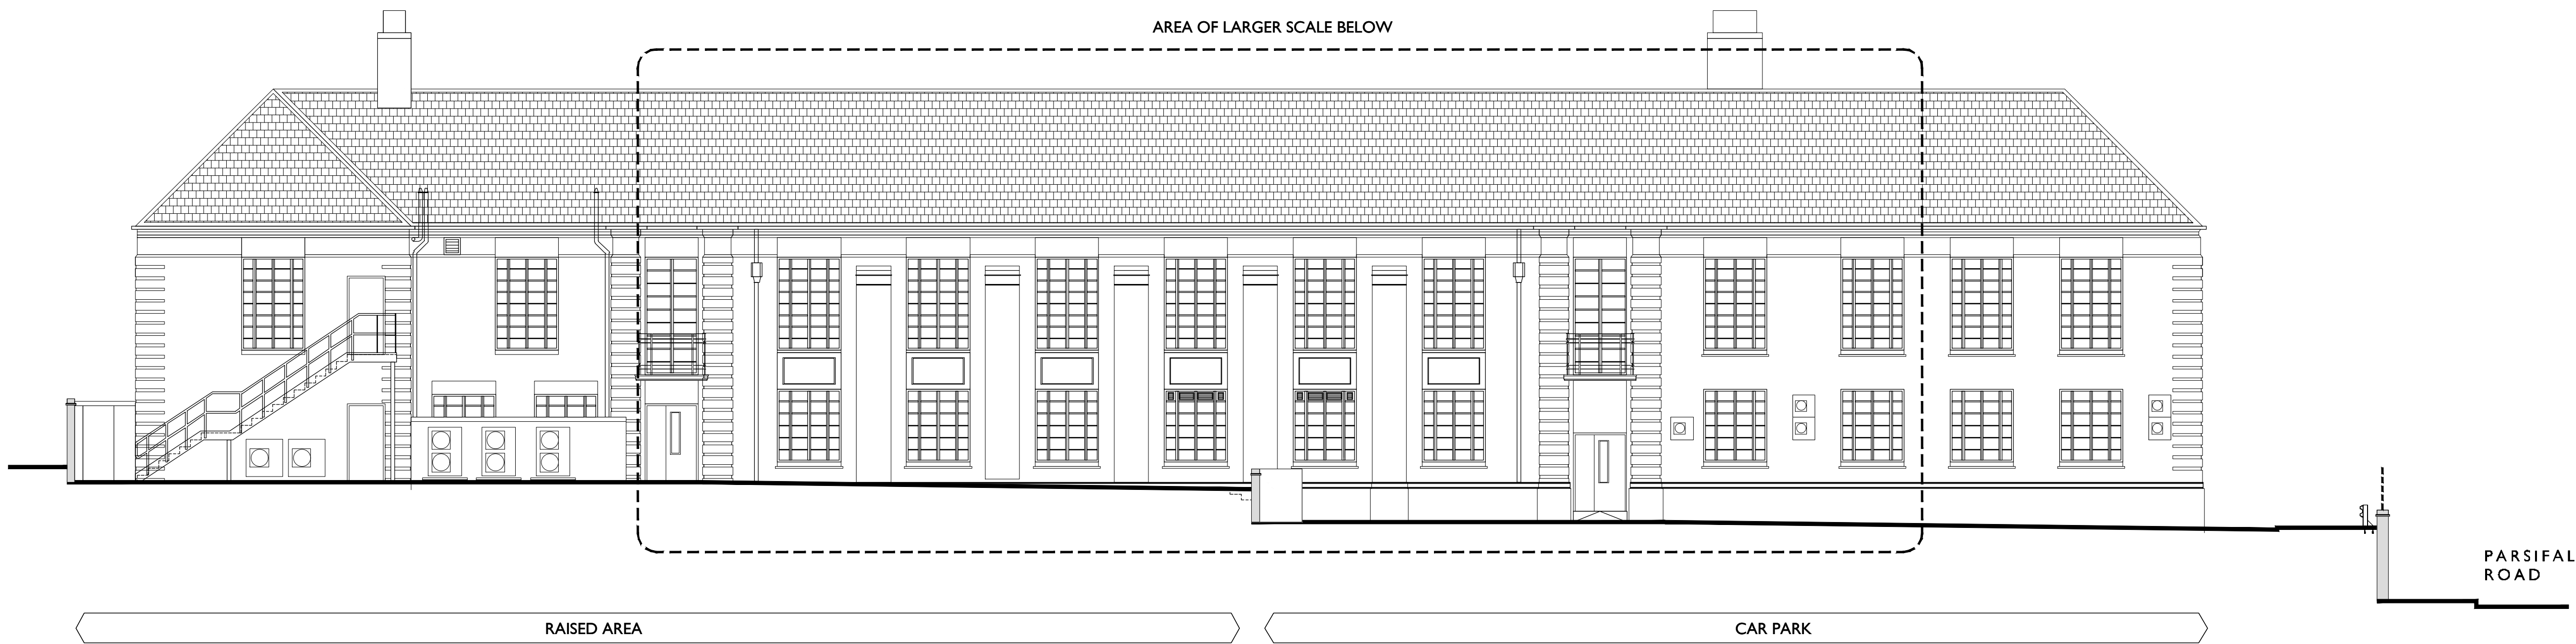 AREA OF LARGER SCALE BELOW
PARSIFAL
ROAD
RAISED AREA
CAR PARK